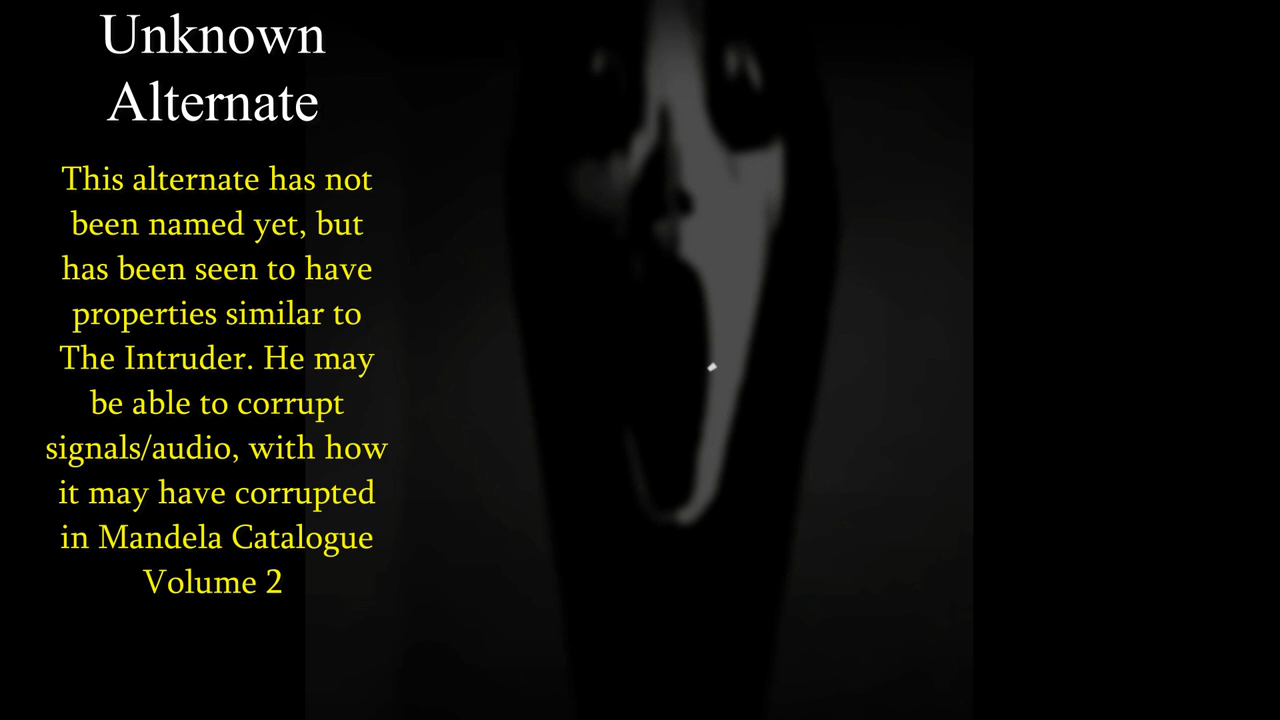 Unknown
Alternate
This alternate has not
been named yet, but
has been seen to have
properties similar to
The Intruder. He may
be able to corrupt
signals/audio, with how
it may have corrupted
in Mandela Catalogue
Volume 2